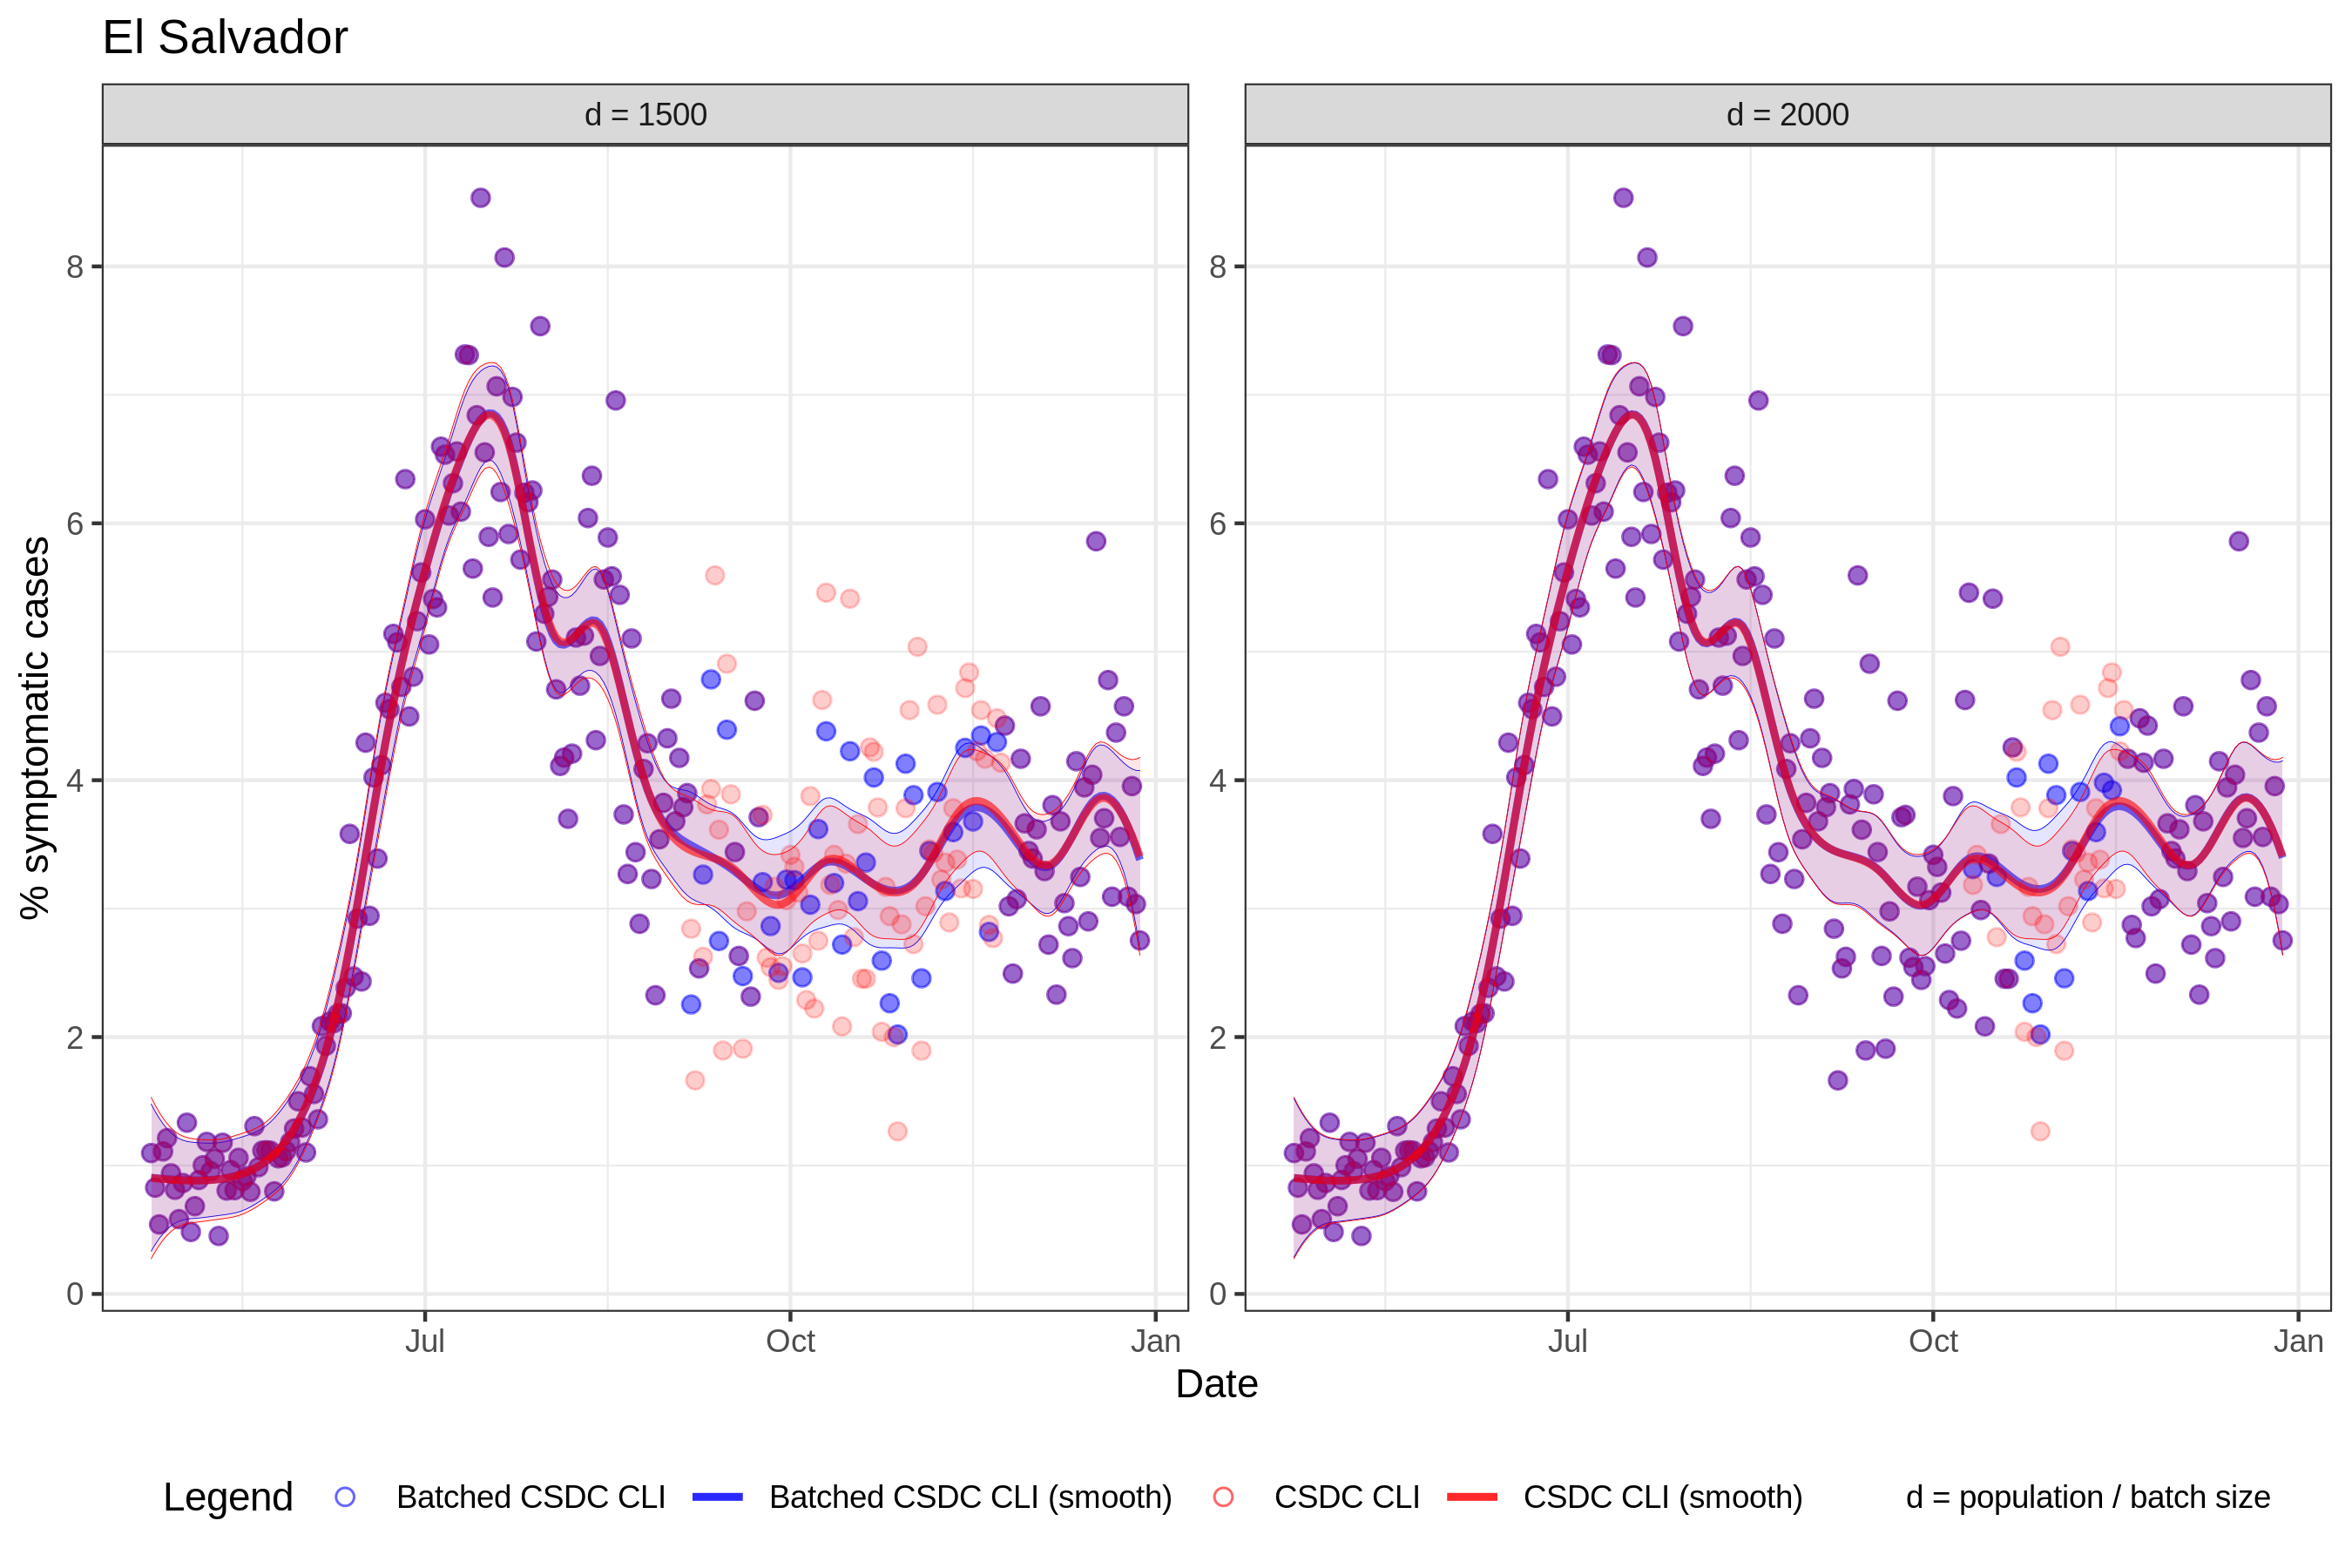 El Salvador
d = 1500
d = 2000
% symptomatic cases
8
6
4
2
0
8
6
4
2
0
Jul
Oct
Jan
Jul
Oct
Jan
Date
Legend
Batched CSDC CLI
Batched CSDC CLI (smooth)
CSDC CLI
CSDC CLI (smooth)
d = population / batch size